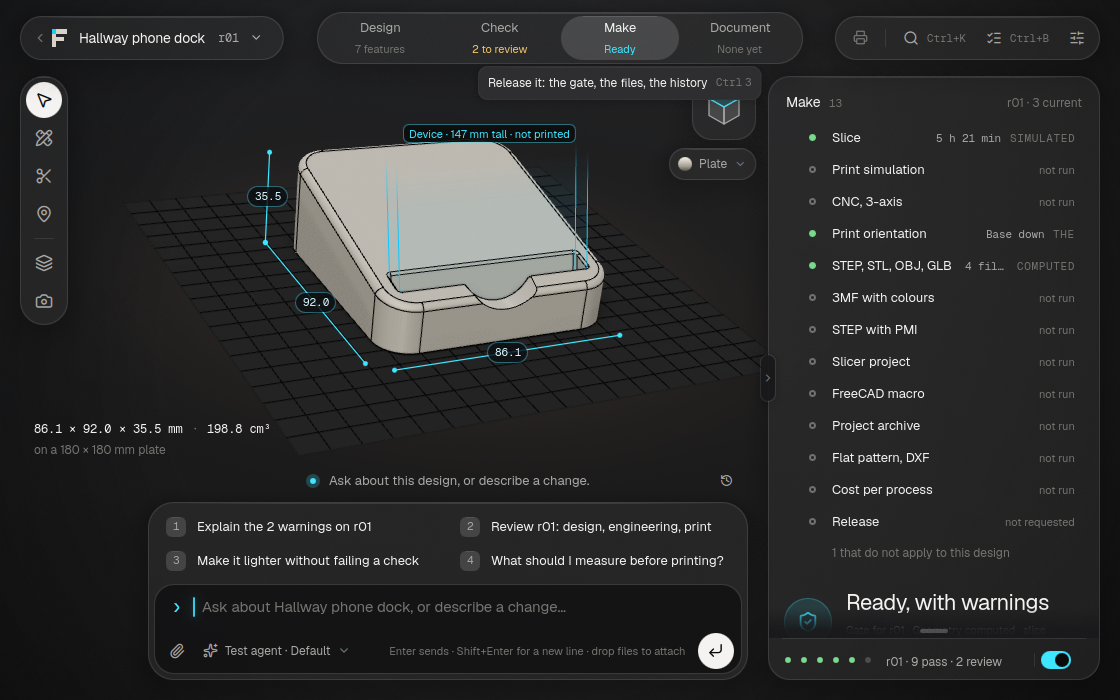 Hallway phone dock r01
Design
7 features
Check
2 to review
Make
Ready
Document
None yet
Ctrl+K
Ctrl+B
Release it: the gate, the files, the history Ctrl 3
Plate
Device · 147 mm tall · not printed
35.5
92.0
86.1
86.1 × 92.0 × 35.5 mm · 198.8 cm³
on a 180 × 180 mm plate
Make 13
r01 · 3 current
Slice 5 h 21 min SIMULATED
Print simulation not run
CNC, 3-axis not run
Print orientation Base down THE
STEP, STL, OBJ, GLB 4 fil… COMPUTED
3MF with colours not run
STEP with PMI not run
Slicer project not run
FreeCAD macro not run
Project archive not run
Flat pattern, DXF not run
Cost per process not run
Release not requested
1 that do not apply to this design
Ready, with warnings
r01 · 9 pass · 2 review
Ask about this design, or describe a change.
1 Explain the 2 warnings on r01
2 Review r01: design, engineering, print
3 Make it lighter without failing a check
4 What should I measure before printing?
Ask about Hallway phone dock, or describe a change…
Test agent · Default
Enter sends · Shift+Enter for a new line · drop files to attach